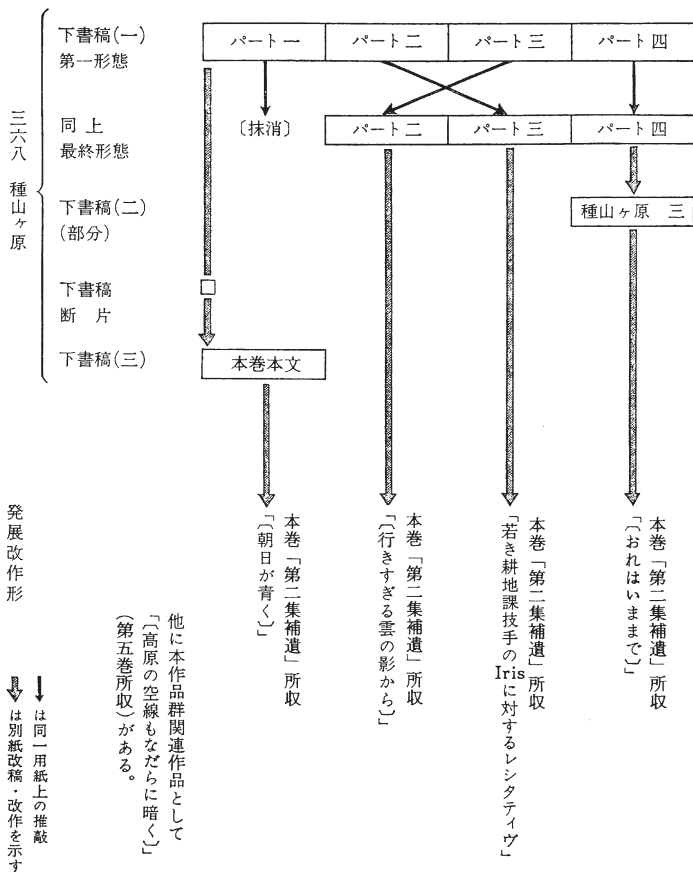 三六八　種山ヶ原
下書稿(一)
第一形態
パート一
パート二
パート三
パート四
同上
最終形態
〔抹消〕
パート二
パート三
パート四
下書稿(二)
(部分)
種山ヶ原　三
下書稿
断片
下書稿(三)
本巻本文
発展改作形
本巻「第二集補遺」所収
「〔おれはいままで〕」
本巻「第二集補遺」所収
「若き耕地課技手のIrisに対するレシタティヴ」
本巻「第二集補遺」所収
「〔行きすぎる雲の影から〕」
本巻「第二集補遺」所収
「〔朝日が青く〕」
他に本作品群関連作品として
「〔高原の空線もなだらに暗く〕」
(第五巻所収)がある。
は同一用紙上の推敲
は別紙改稿・改作を示す